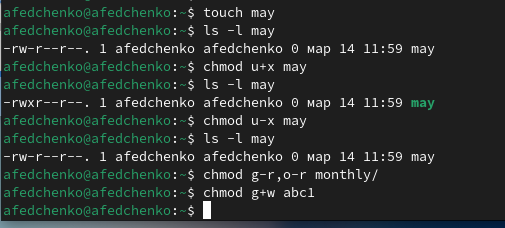 afedchenko@afedchenko:~$ touch may
afedchenko@afedchenko:~$ ls -l may
-rw-r--r--. 1 afedchenko afedchenko 0 мар 14 11:59 may
afedchenko@afedchenko:~$ chmod u+x may
afedchenko@afedchenko:~$ ls -l may
-rwxr--r--. 1 afedchenko afedchenko 0 мар 14 11:59 may
afedchenko@afedchenko:~$ chmod u-x may
afedchenko@afedchenko:~$ ls -l may
-rw-r--r--. 1 afedchenko afedchenko 0 мар 14 11:59 may
afedchenko@afedchenko:~$ chmod g-r,o-r monthly/
afedchenko@afedchenko:~$ chmod g+w abc1
afedchenko@afedchenko:~$